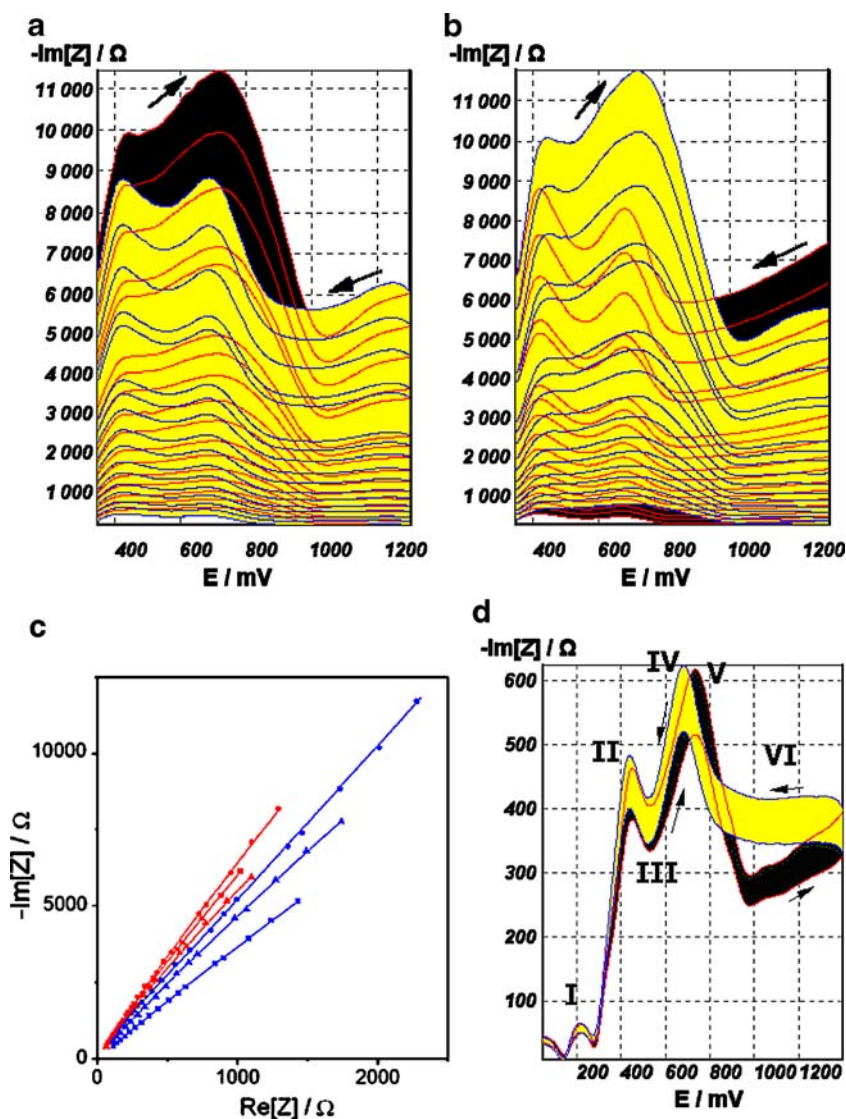 a
-Im[Z] / Ω
11 000
10 000
9 000
8 000
7 000
6 000
5 000
4 000
3 000
2 000
1 000
400 600 800 1000 1200
E / mV
b
-Im[Z] / Ω
11 000
10 000
9 000
8 000
7 000
6 000
5 000
4 000
3 000
2 000
1 000
400 600 800 1000 1200
E / mV
c
-Im[Z] / Ω
10000
5000
0
0 1000 2000
Re[Z] / Ω
d
-Im[Z] / Ω
600
500
400
300
200
100
I
II
III
IV
V
VI
200 400 600 800 1000 1200
E / mV